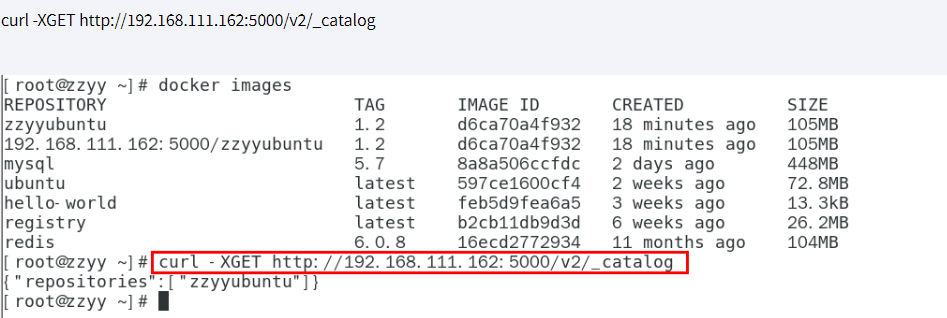 curl -XGET http://192.168.111.162:5000/v2/_catalog
[root@zzyy ~]# docker images
REPOSITORY TAG IMAGE ID CREATED SIZE
zzyyubuntu 1.2 d6ca70a4f932 18 minutes ago 105MB
192.168.111.162:5000/zzyyubuntu 1.2 d6ca70a4f932 18 minutes ago 105MB
mysql 5.7 8a8a506ccfdc 2 days ago 448MB
ubuntu latest 597ce1600cf4 2 weeks ago 72.8MB
hello-world latest feb5d9fea6a5 3 weeks ago 13.3kB
registry latest b2cb11db9d3d 6 weeks ago 26.2MB
redis 6.0.8 16ecd2772934 11 months ago 104MB
[root@zzyy ~]# curl -XGET http://192.168.111.162:5000/v2/_catalog
{"repositories":["zzyyubuntu"]}
[root@zzyy ~]#